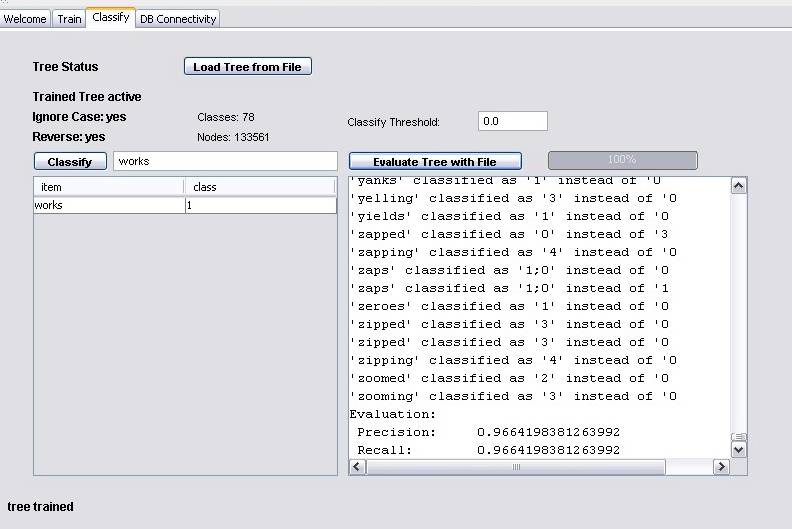 Welcome Train Classify DB Connectivity
Tree Status Load Tree from File
Trained Tree active
Ignore Case: yes Classes: 78 Classify Threshold: 0.0
Reverse: yes Nodes: 133561
Classify works Evaluate Tree with File 100%
item class
works 1
'yanks' classified as '1' instead of '0
'yelling' classified as '3' instead of '0
'yields' classified as '1' instead of '0
'zapped' classified as '0' instead of '3
'zapping' classified as '4' instead of '0
'zaps' classified as '1;0' instead of '0
'zaps' classified as '1;0' instead of '1
'zeroes' classified as '1' instead of '0
'zipped' classified as '3' instead of '0
'zipped' classified as '3' instead of '0
'zipping' classified as '4' instead of '0
'zoomed' classified as '2' instead of '0
'zooming' classified as '3' instead of '0
Evaluation:
Precision: 0.9664198381263992
Recall: 0.9664198381263992
tree trained